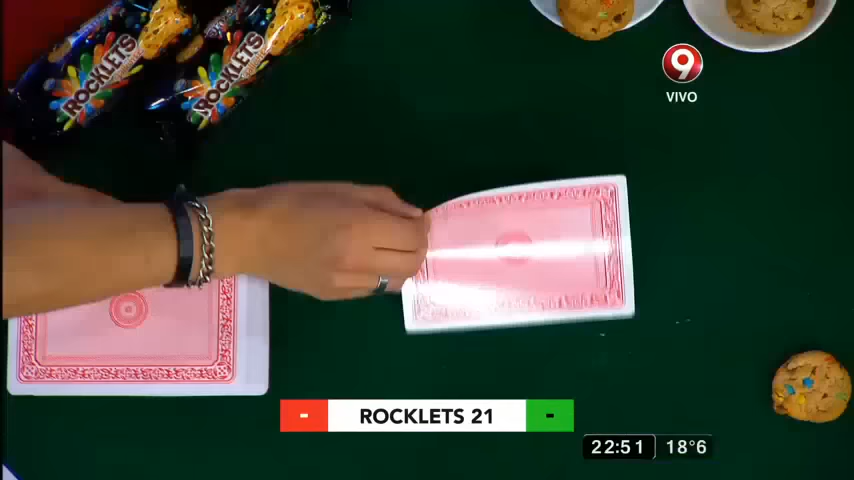 ROCKLETS
ROCKLETS
9
VIVO
- ROCKLETS 21 -
22:51 18°6